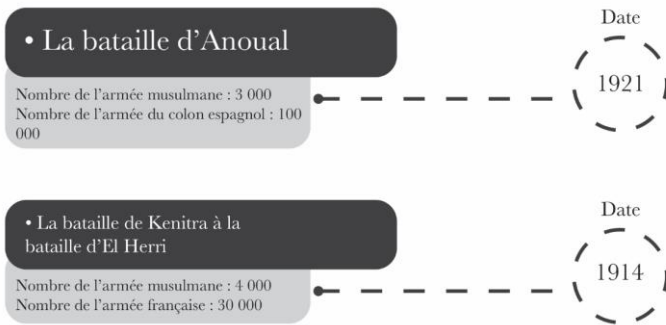 • La bataille d’Anoual
Date
1921
Nombre de l’armée musulmane : 3 000
Nombre de l’armée du colon espagnol : 100
000
• La bataille de Kenitra à la
bataille d’El Herri
Date
1914
Nombre de l’armée musulmane : 4 000
Nombre de l’armée française : 30 000